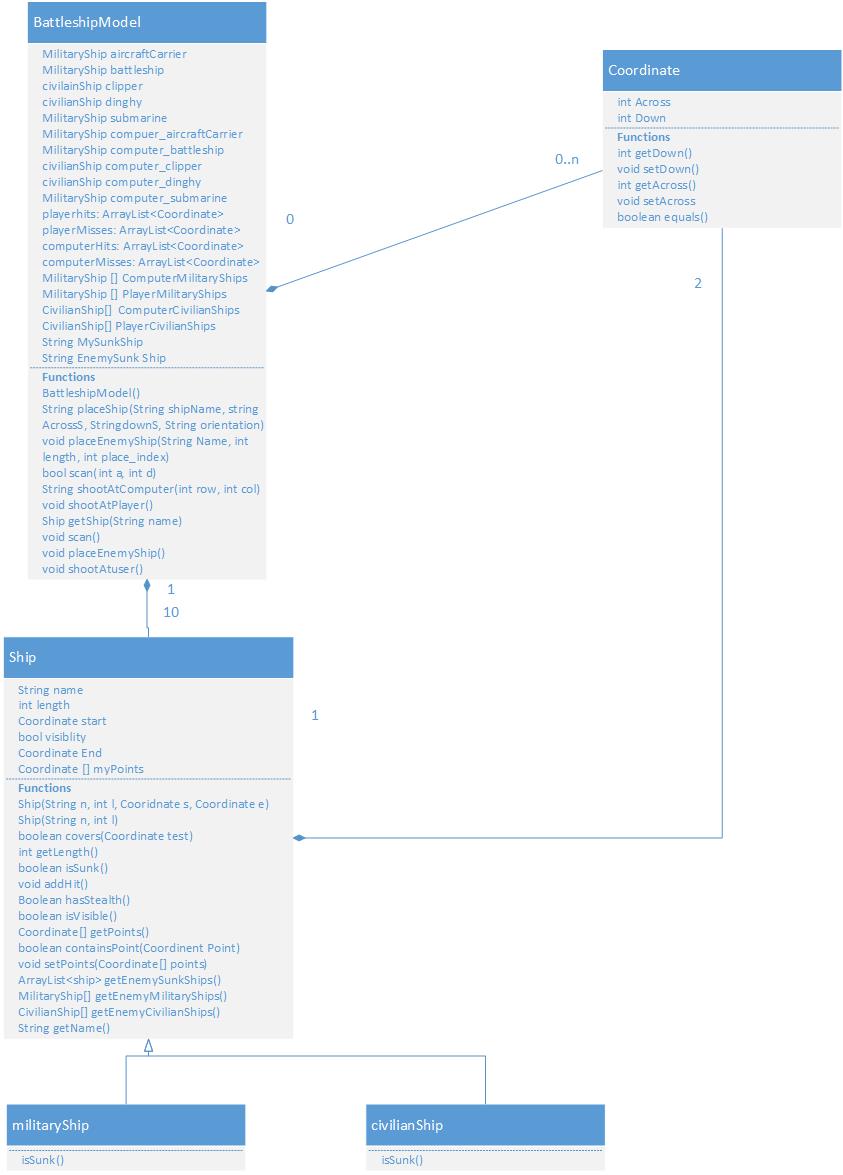 BattleshipModel
MilitaryShip aircraftCarrier
MilitaryShip battleship
civilainShip clipper
civilianShip dinghy
MilitaryShip submarine
MilitaryShip compuer_aircraftCarrier
MilitaryShip computer_battleship
civilianShip computer_clipper
civilianShip computer_dinghy
MilitaryShip computer_submarine
playerhits: ArrayList<Coordinate>
playerMisses: ArrayList<Coordinate>
computerHits: ArrayList<Coordinate>
computerMisses: ArrayList<Coordinate>
MilitaryShip [] ComputerMilitaryShips
MilitaryShip [] PlayerMilitaryShips
CivilianShip[] ComputerCivilianShips
CivilianShip[] PlayerCivilianShips
String MySunkShip
String EnemySunk Ship
Functions
BattleshipModel()
String placeShip(String shipName, string
AcrossS, StringdownS, String orientation)
void placeEnemyShip(String Name, int
length, int place_index)
bool scan(int a, int d)
String shootAtComputer(int row, int col)
void shootAtPlayer()
Ship getShip(String name)
void scan()
void placeEnemyShip()
void shootAtuser()
Coordinate
int Across
int Down
Functions
int getDown()
void setDown()
int getAcross()
void setAcross
boolean equals()
0..n
0
2
1
10
Ship
String name
int length
Coordinate start
bool visiblity
Coordinate End
Coordinate [] myPoints
Functions
Ship(String n, int l, Cooridnate s, Coordinate e)
Ship(String n, int l)
boolean covers(Coordinate test)
int getLength()
boolean isSunk()
void addHit()
Boolean hasStealth()
boolean isVisible()
Coordinate[] getPoints()
boolean containsPoint(Coordinent Point)
void setPoints(Coordinate[] points)
ArrayList<ship> getEnemySunkShips()
MilitaryShip[] getEnemyMilitaryShips()
CivilianShip[] getEnemyCivilianShips()
String getName()
1
militaryShip
isSunk()
civilianShip
isSunk()